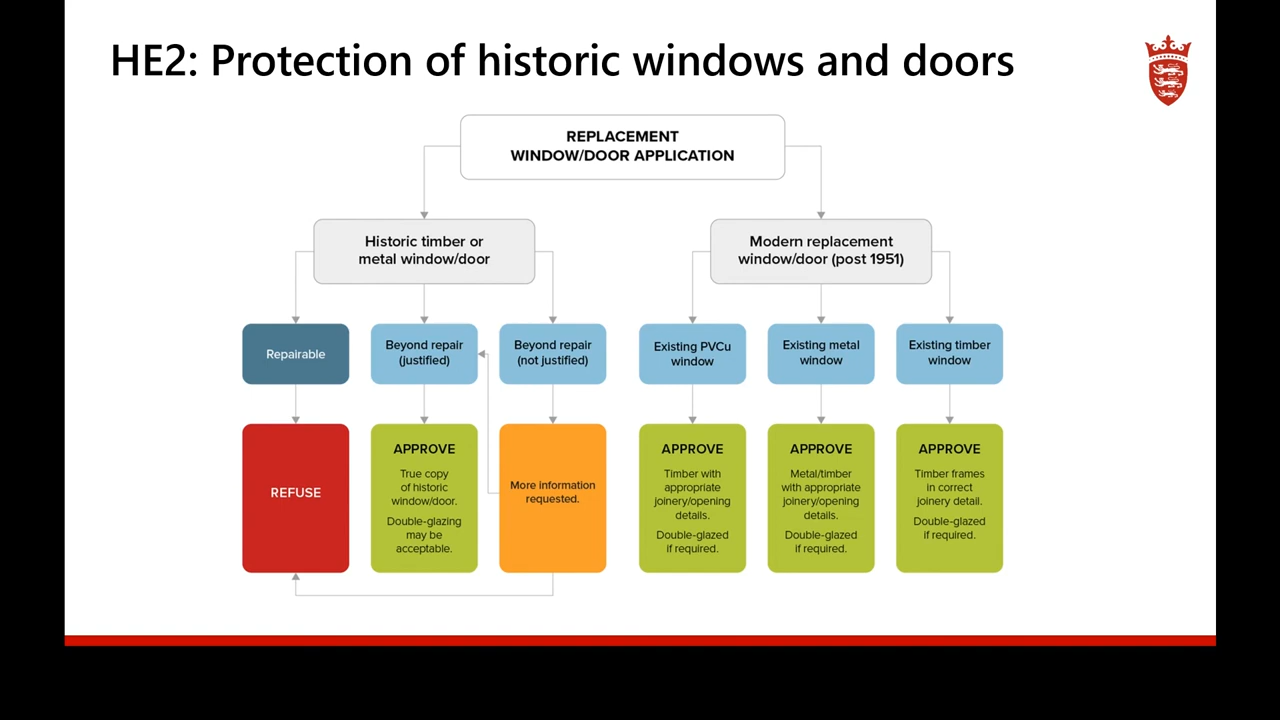 HE2: Protection of historic windows and doors
REPLACEMENT
WINDOW/DOOR APPLICATION
Historic timber or
metal window/door
Modern replacement
window/door (post 1951)
Repairable
Beyond repair
(justified)
Beyond repair
(not justified)
Existing PVCu
window
Existing metal
window
Existing timber
window
REFUSE
APPROVE
True copy
of historic
window/door.
Double-glazing
may be
acceptable.
More information
requested.
APPROVE
Timber with
appropriate
joinery/opening
details.
Double-glazed
if required.
APPROVE
Metal/timber
with appropriate
joinery/opening
details.
Double-glazed
if required.
APPROVE
Timber frames
in correct
joinery detail.
Double-glazed
if required.